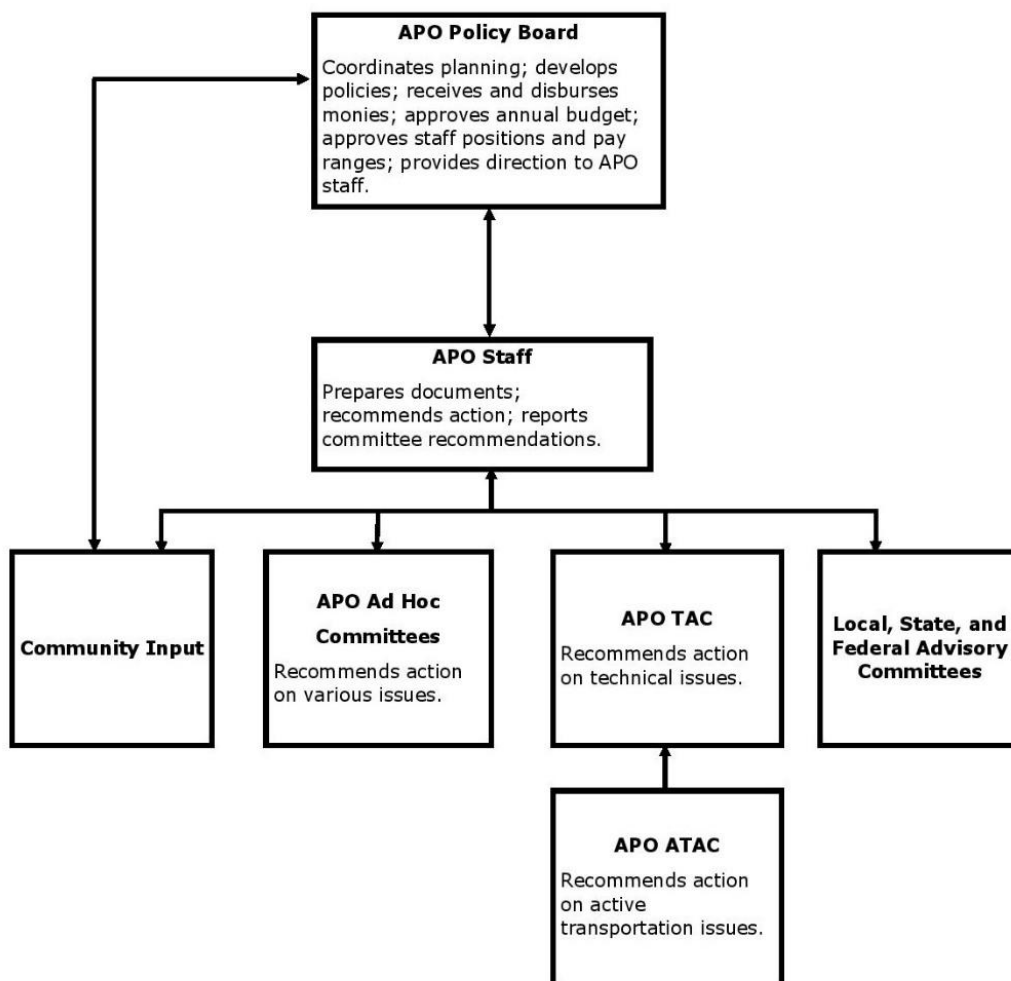 APO Policy Board
Coordinates planning; develops
policies; receives and disburses
monies; approves annual budget;
approves staff positions and pay
ranges; provides direction to APO
staff.
APO Staff
Prepares documents;
recommends action; reports
committee recommendations.
Community Input
APO Ad Hoc
Committees
Recommends action
on various issues.
APO TAC
Recommends action
on technical issues.
Local, State, and
Federal Advisory
Committees
APO ATAC
Recommends action
on active
transportation issues.